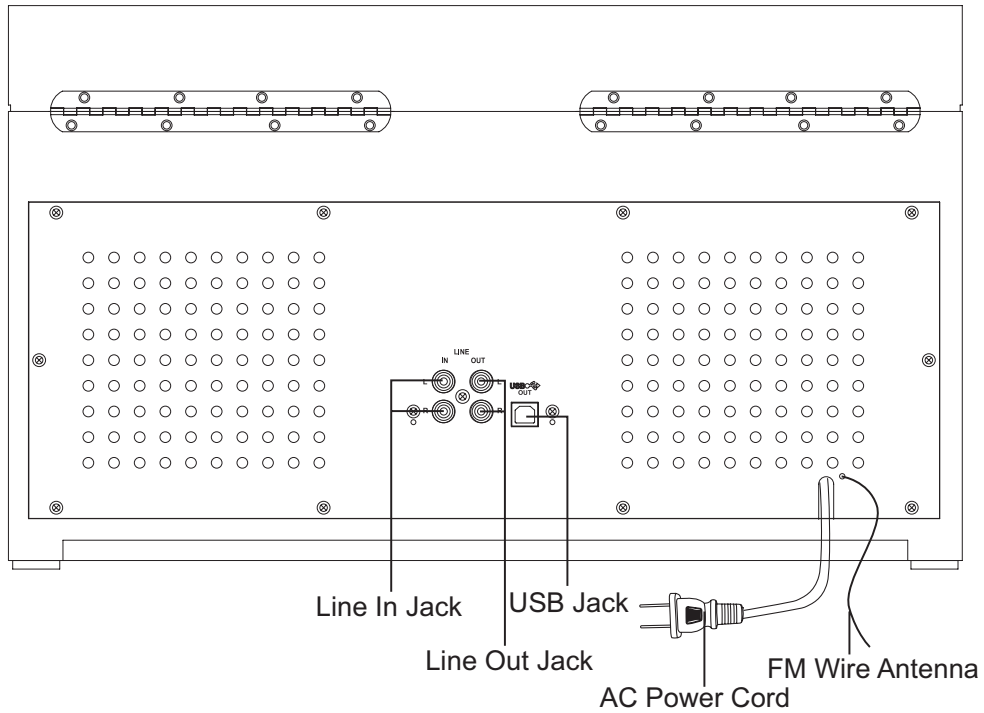 LINE
IN OUT
L L
USB
OUT
R R
Line In Jack
USB Jack
Line Out Jack
FM Wire Antenna
AC Power Cord